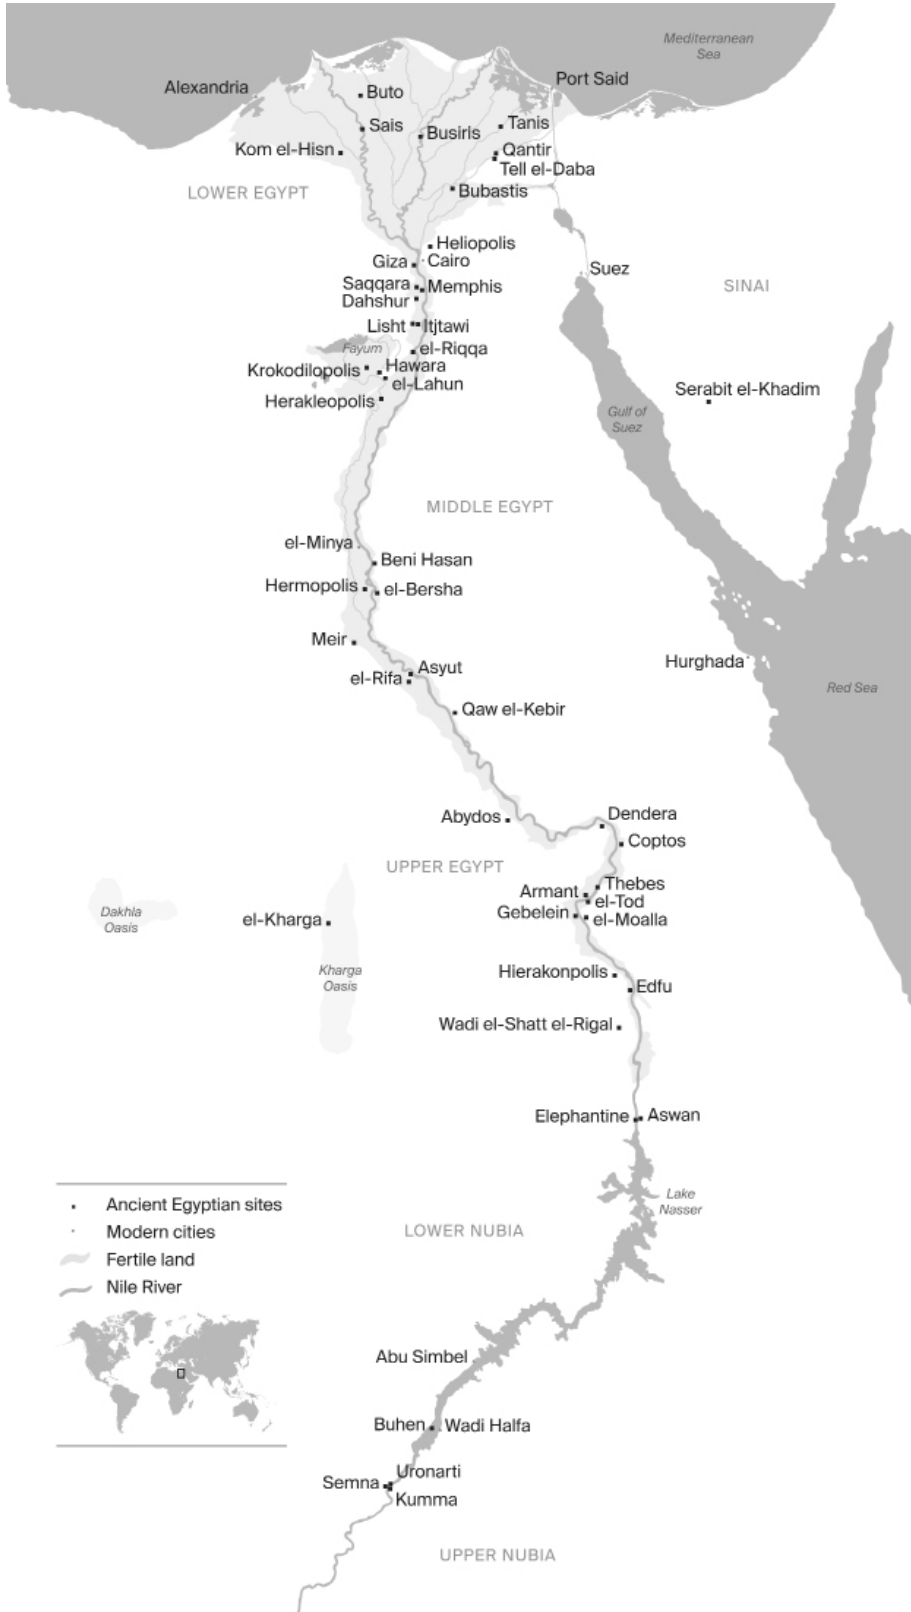 Mediterranean
Sea
Alexandria
Port Said
Buto
Sais
Busiris
Tanis
Kom el-Hisn
Qantir
Tell el-Daba
LOWER EGYPT
Bubastis
Heliopolis
Giza
Cairo
Suez
Saqqara
Memphis
SINAI
Dahshur
Lisht
Itjtawi
Fayum
el-Riqqa
Krokodilopolis
Hawara
el-Lahun
Serabit el-Khadim
Herakleopolis
Gulf of
Suez
MIDDLE EGYPT
el-Minya
Beni Hasan
Hermopolis
el-Bersha
Meir
Asyut
Hurghada
el-Rifa
Red Sea
Qaw el-Kebir
Abydos
Dendera
Coptos
UPPER EGYPT
Thebes
Armant
el-Tod
Gebelein
el-Moalla
Dakhla
Oasis
el-Kharga
Kharga
Oasis
Hierakonpolis
Edfu
Wadi el-Shatt el-Rigal
Elephantine
Aswan
Lake
Nasser
Ancient Egyptian sites
Modern cities
Fertile land
Nile River
LOWER NUBIA
Abu Simbel
Buhen
Wadi Halfa
Uronarti
Semna
Kumma
UPPER NUBIA